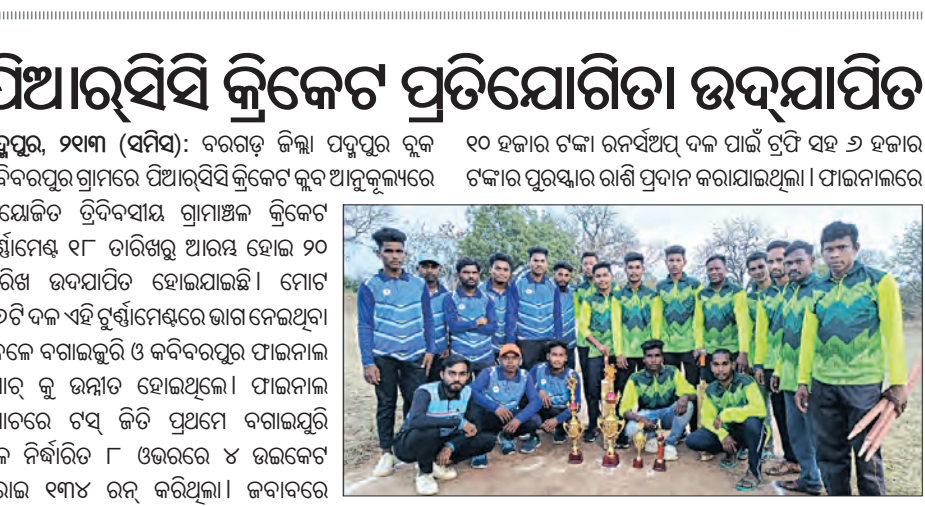 ପିଆର୍‌ସିସି କ୍ରିକେଟ ପ୍ରତିଯୋଗିତା ଉଦ୍‌ଯାପିତ
ପଦ୍ମପୁର, ୨୧।୩ (ସମିସ): ବରଗଡ଼ ଜିଲ୍ଲା ପଦ୍ମପୁର ବ୍ଲକ
କବିବରପୁର ଗ୍ରାମରେ ପିଆର୍‌ସିସି କ୍ରିକେଟ କ୍ଲବ ଆନୁକୂଲ୍ୟରେ
ଆୟୋଜିତ ତ୍ରିଦିବସୀୟ ଗ୍ରାମାଞ୍ଚଳ କ୍ରିକେଟ
ଟୁର୍ଣ୍ଣାମେଣ୍ଟ ୧୮ ତାରିଖରୁ ଆରମ୍ଭ ହୋଇ ୨୦
ତାରିଖ ଉଦଯାପିତ ହୋଇଯାଇଛି। ମୋଟ
ଟି ଦଳ ଏହି ଟୁର୍ଣ୍ଣାମେଣ୍ଟରେ ଭାଗ ନେଇଥିବା
ବେଳେ ବଗାଇଜୁରି ଓ କବିବରପୁର ଫାଇନାଲ
ମ୍ୟାଚ୍ କୁ ଉନ୍ନୀତ ହୋଇଥିଲେ। ଫାଇନାଲ
ମ୍ୟାଚରେ ଟସ୍ ଜିତି ପ୍ରଥମେ ବଗାଇଯୁରି
ଦଳ ନିର୍ଦ୍ଧାରିତ ୮ ଓଭରରେ ୪ ଉଇକେଟ
ହରାଇ ୧୩୪ ରନ୍ କରିଥିଲା। ଜବାବରେ
୧୦ ହଜାର ଟଙ୍କା ରନର୍ସଅପ୍ ଦଳ ପାଇଁ ଟ୍ରଫି ସହ ୬ ହଜାର
ଟଙ୍କାର ପୁରସ୍କାର ରାଶି ପ୍ରଦାନ କରାଯାଇଥିଲା। ଫାଇନାଲରେ